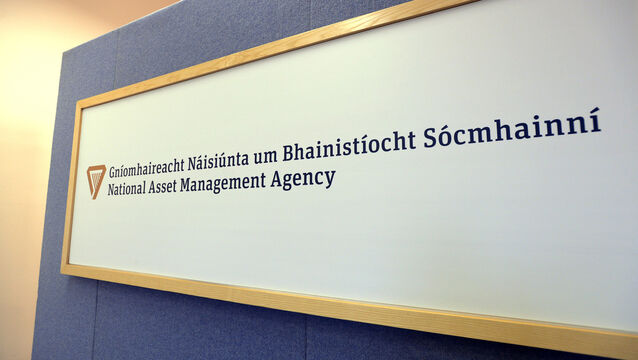 Gníomhaireacht Náisiúnta um Bhainistíocht Sócmhainní
National Asset Management Agency